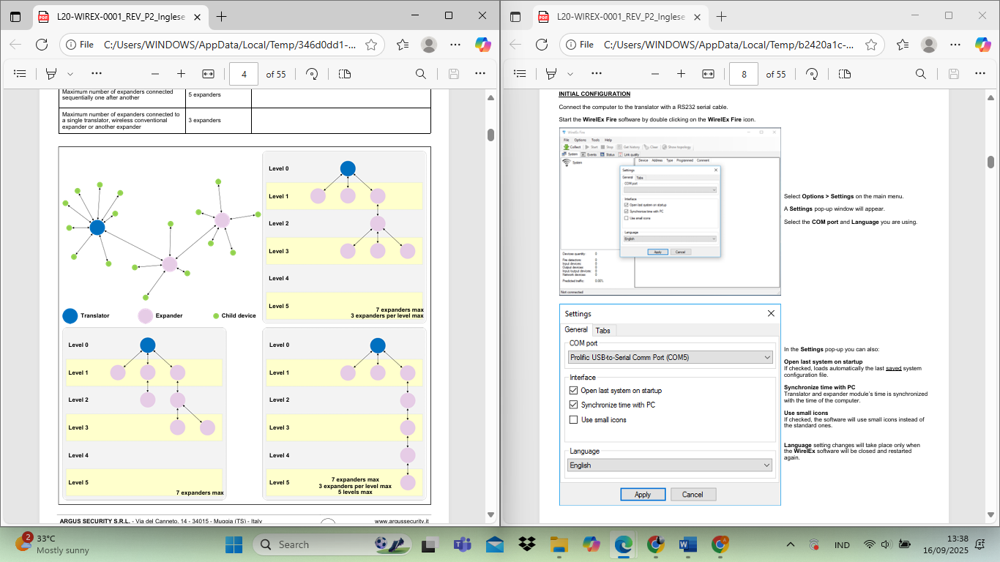 L20-WIREX-0001_REV_P2_Inglese
File
C:/Users/WINDOWS/AppData/Local/Temp/346d0dd1-...
4
of 55
Maximum number of expanders connected
sequentially one after another
5 expanders
Maximum number of expanders connected to
a single translator, wireless conventional
expander or another expander
3 expanders
Translator
Expander
Child device
Level 0
Level 1
Level 2
Level 3
Level 4
Level 5
7 expanders max
3 expanders per level max
Level 0
Level 1
Level 2
Level 3
Level 4
Level 5
7 expanders max
Level 0
Level 1
Level 2
Level 3
Level 4
Level 5
7 expanders max
3 expanders per level max
5 levels max
ARGUS SECURITY S.R.L. - Via del Canneto, 14 - 34015 - Muggia (TS) - Italy
www.argussecurity.it
L20-WIREX-0001_REV_P2_Inglese
File
C:/Users/WINDOWS/AppData/Local/Temp/b2420a1c-...
8
of 55
INITIAL CONFIGURATION
Connect the computer to the translator with a RS232 serial cable.
Start the WirelEx Fire software by double clicking on the WirelEx Fire icon.
WirelEx Fire
File Options Tools Help
Collect Start Stop Get history Clear Show topology
System Events Status Link quality
System
Device Address Type Programmed Comment
Settings
General Tabs
COM port
Interface
Open last system on startup
Synchronize time with PC
Use small icons
Language
English
Apply Cancel
Devices quantity: 0
Fire detectors: 0
Input devices: 0
Output devices: 0
Input/output devices: 0
Network devices: 0
Predicted traffic: 0.00%
Not connected
Select Options > Settings on the main menu.
A Settings pop-up window will appear.
Select the COM port and Language you are using.
Settings
General Tabs
COM port
Prolific USB-to-Serial Comm Port (COM5)
Interface
Open last system on startup
Synchronize time with PC
Use small icons
Language
English
Apply Cancel
In the Settings pop-up you can also:
Open last system on startup
If checked, loads automatically the last saved system
configuration file.
Synchronize time with PC
Translator and expander module's time is synchronized
with the time of the computer.
Use small icons
If checked, the software will use small icons instead of
the standard ones.
Language setting changes will take place only when
the WirelEx software will be closed and restarted
again.
2
33°C
Mostly sunny
Search
IND
13:38
16/09/2025